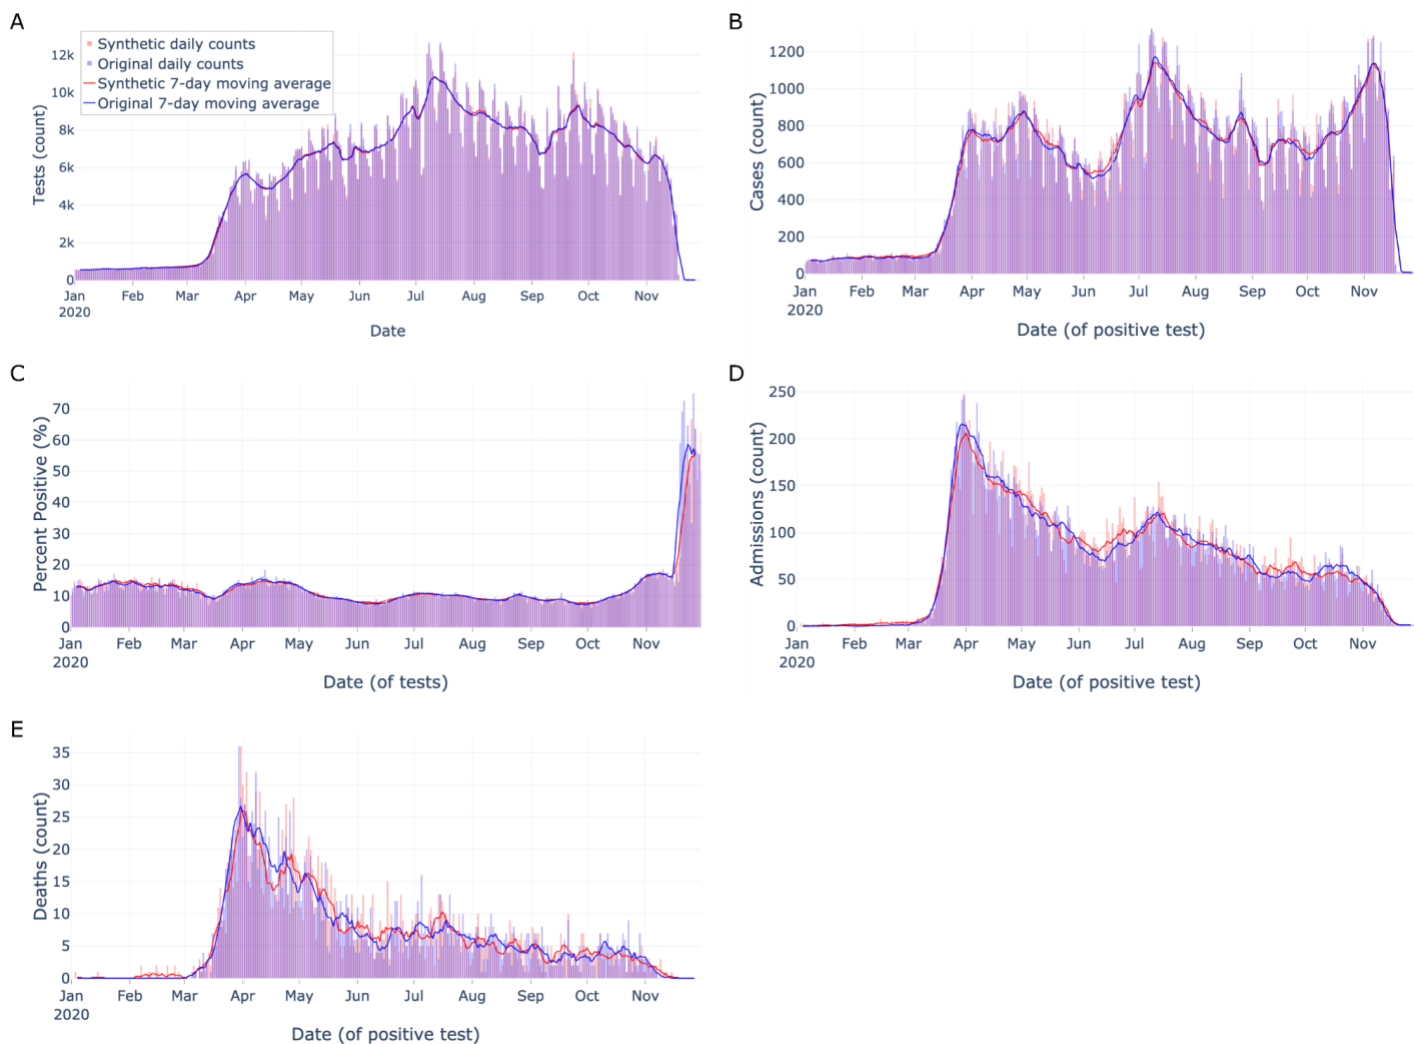 A
Synthetic daily counts
Original daily counts
Synthetic 7-day moving average
Original 7-day moving average
Tests (count)
12k
10k
8k
6k
4k
2k
0
Jan Feb Mar Apr May Jun Jul Aug Sep Oct Nov
2020
Date
B
Cases (count)
1200
1000
800
600
400
200
0
Jan Feb Mar Apr May Jun Jul Aug Sep Oct Nov
2020
Date (of positive test)
C
Percent Positive (%)
70
60
50
40
30
20
10
0
Jan Feb Mar Apr May Jun Jul Aug Sep Oct Nov
2020
Date (of tests)
D
Admissions (count)
250
200
150
100
50
0
Jan Feb Mar Apr May Jun Jul Aug Sep Oct Nov
2020
Date (of positive test)
E
Deaths (count)
35
30
25
20
15
10
5
0
Jan Feb Mar Apr May Jun Jul Aug Sep Oct Nov
2020
Date (of positive test)